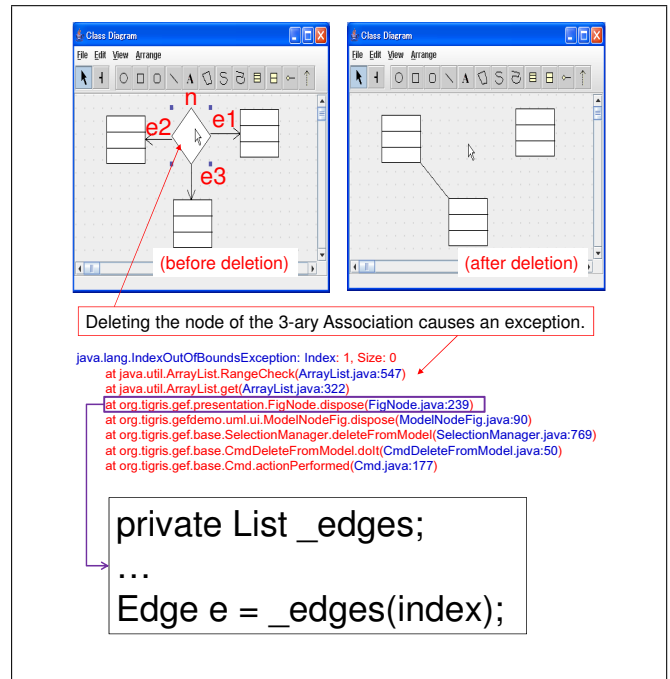 Class Diagram
File Edit View Arrange
A
n
e2
e1
e3
(before deletion)
Class Diagram
File Edit View Arrange
A
(after deletion)
Deleting the node of the 3-ary Association causes an exception.
java.lang.IndexOutOfBoundsException: Index: 1, Size: 0
at java.util.ArrayList.RangeCheck(ArrayList.java:547)
at java.util.ArrayList.get(ArrayList.java:322)
at org.tigris.gef.presentation.FigNode.dispose(FigNode.java:239)
at org.tigris.gefdemo.uml.ui.ModelNodeFig.dispose(ModelNodeFig.java:90)
at org.tigris.gef.base.SelectionManager.deleteFromModel(SelectionManager.java:769)
at org.tigris.gef.base.CmdDeleteFromModel.doIt(CmdDeleteFromModel.java:50)
at org.tigris.gef.base.Cmd.actionPerformed(Cmd.java:177)
private List _edges;
…
Edge e = _edges(index);